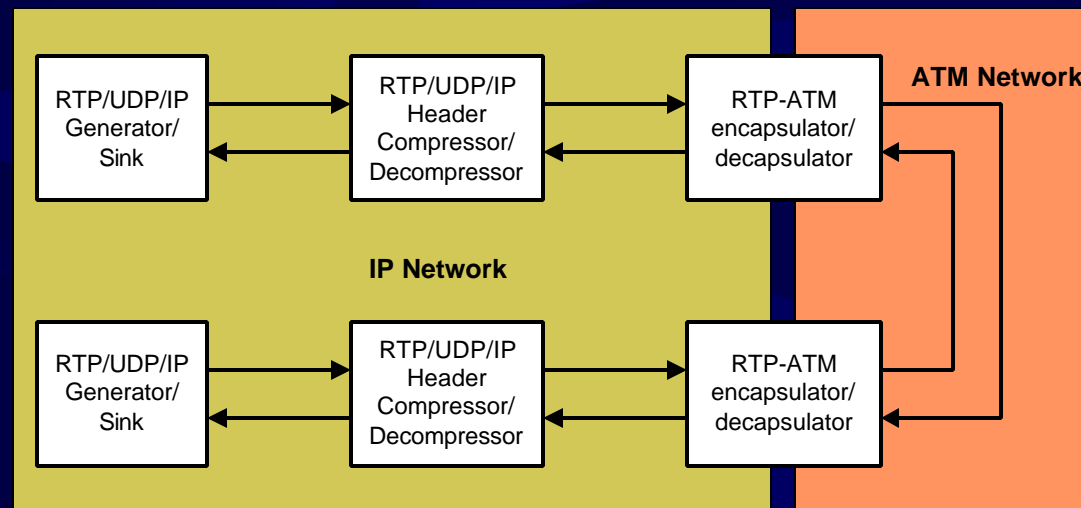 RTP/UDP/IP
Generator/
Sink
RTP/UDP/IP
Header
Compressor/
Decompressor
RTP-ATM
encapsulator/
decapsulator
ATM Network
IP Network
RTP/UDP/IP
Generator/
Sink
RTP/UDP/IP
Header
Compressor/
Decompressor
RTP-ATM
encapsulator/
decapsulator